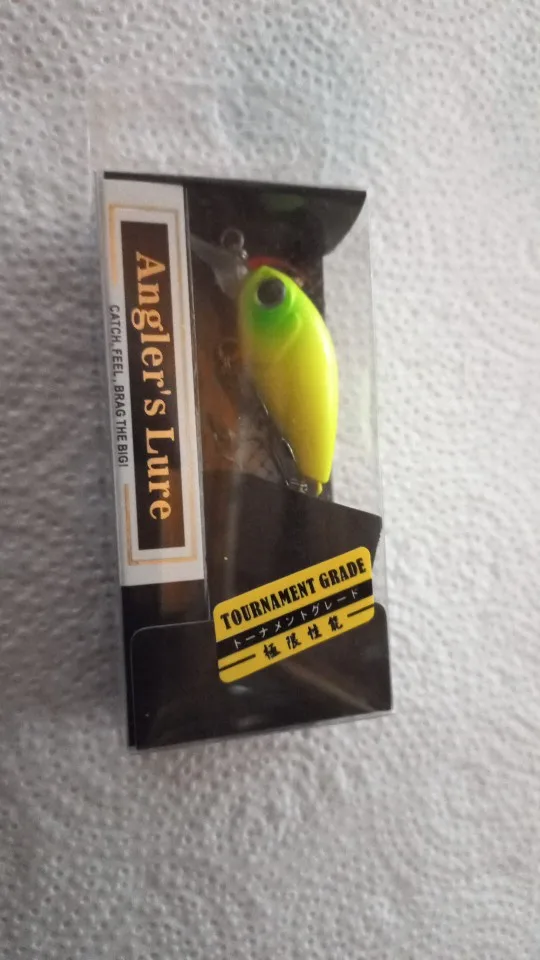 Angler's Lure
CATCH, FEEL, BRAG THE BIG!
TOURNAMENT GRADE
トーナメントグレード
極限性能